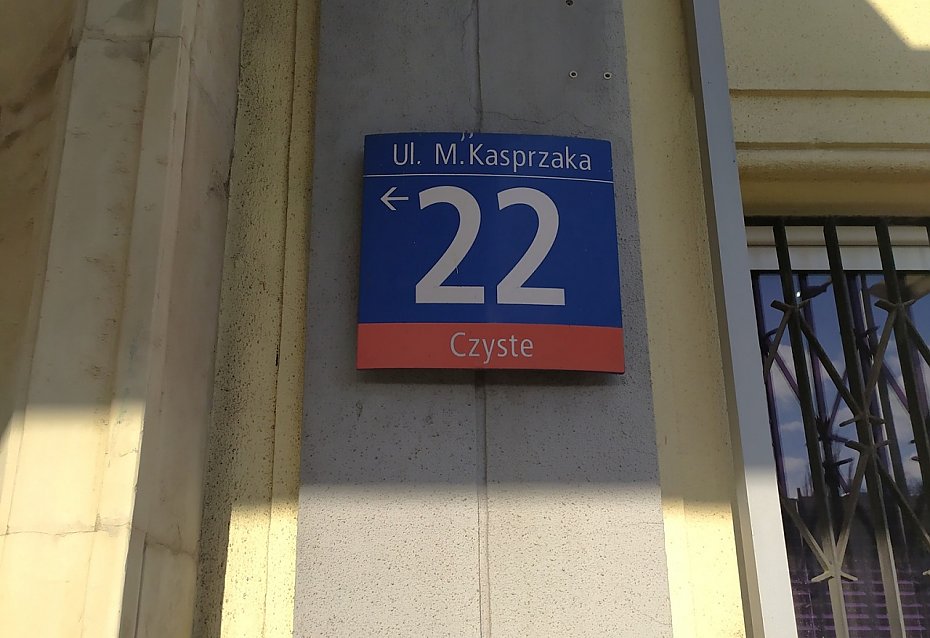 Ul. M.Kasprzaka
← 22
Czyste